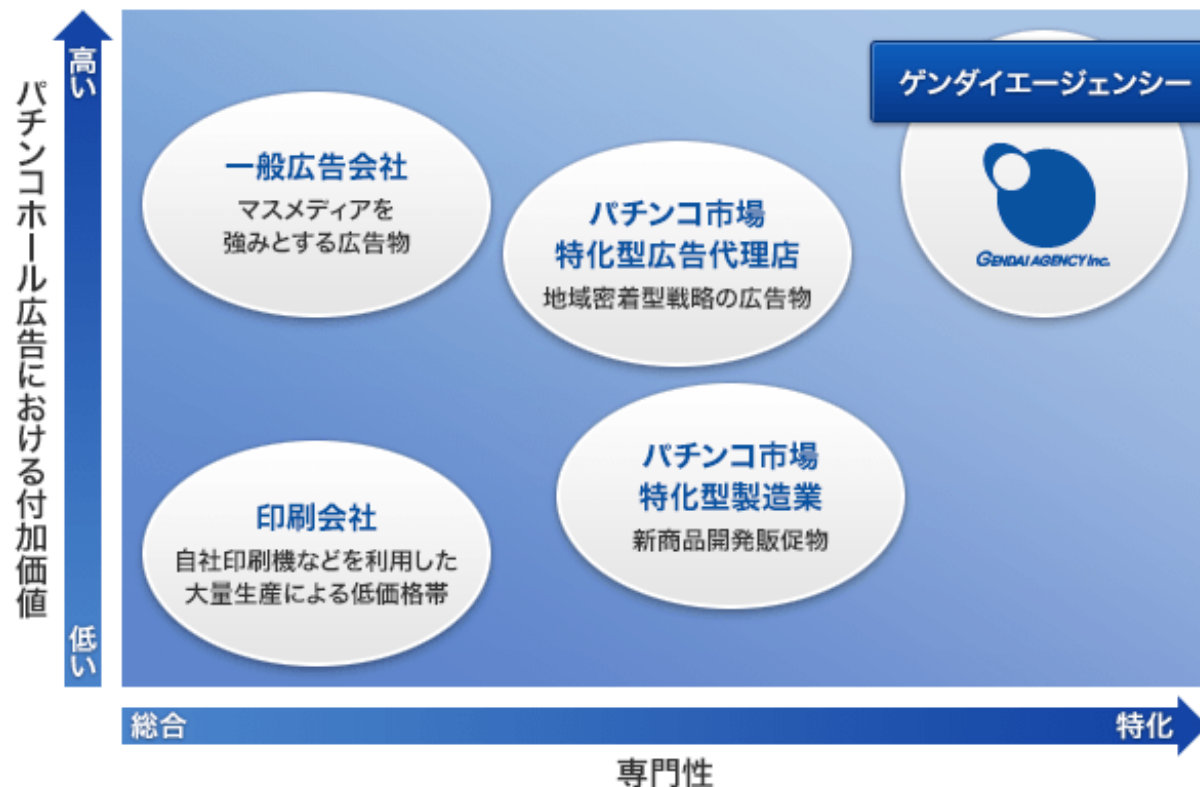 パチンコホール広告における付加価値
高い
低い
ゲンダイエージェンシー
GENDAI AGENCY Inc.
一般広告会社
マスメディアを
強みとする広告物
パチンコ市場
特化型広告代理店
地域密着型戦略の広告物
パチンコ市場
特化型製造業
新商品開発販促物
印刷会社
自社印刷機などを利用した
大量生産による低価格帯
総合
特化
専門性